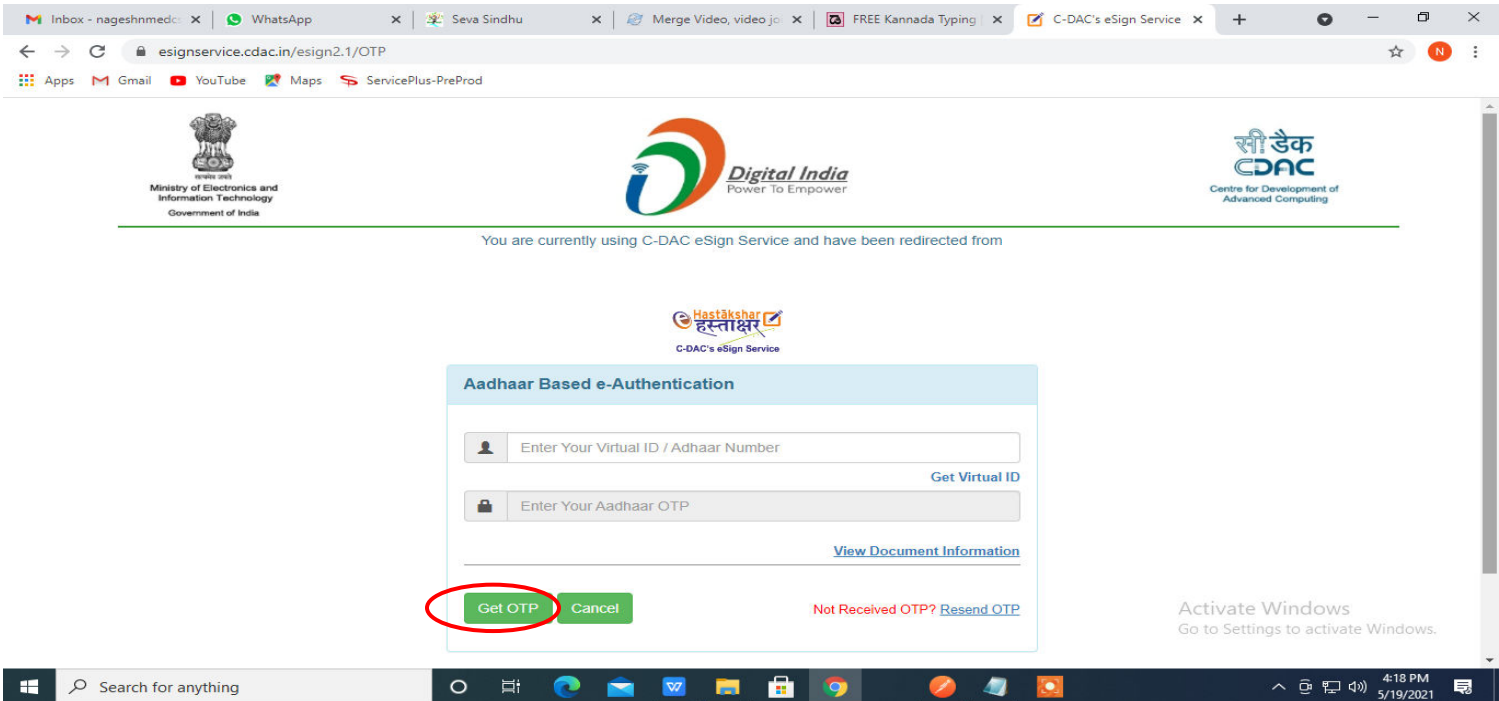 Inbox - nageshnmedc
WhatsApp
Seva Sindhu
Merge Video, video jo
FREE Kannada Typing
C-DAC's eSign Service
esignservice.cdac.in/esign2.1/OTP
N
Apps
Gmail
YouTube
Maps
ServicePlus-PreProd
सत्यमेव जयते
Ministry of Electronics and
Information Technology
Government of India
Digital India
Power To Empower
सी डैक
CDAC
Centre for Development of
Advanced Computing
You are currently using C-DAC eSign Service and have been redirected from
e Hastākshar
हस्ताक्षर
C-DAC's eSign Service
Aadhaar Based e-Authentication
Enter Your Virtual ID / Adhaar Number
Get Virtual ID
Enter Your Aadhaar OTP
View Document Information
Get OTP
Cancel
Not Received OTP? Resend OTP
Activate Windows
Go to Settings to activate Windows.
Search for anything
W
4:18 PM
5/19/2021